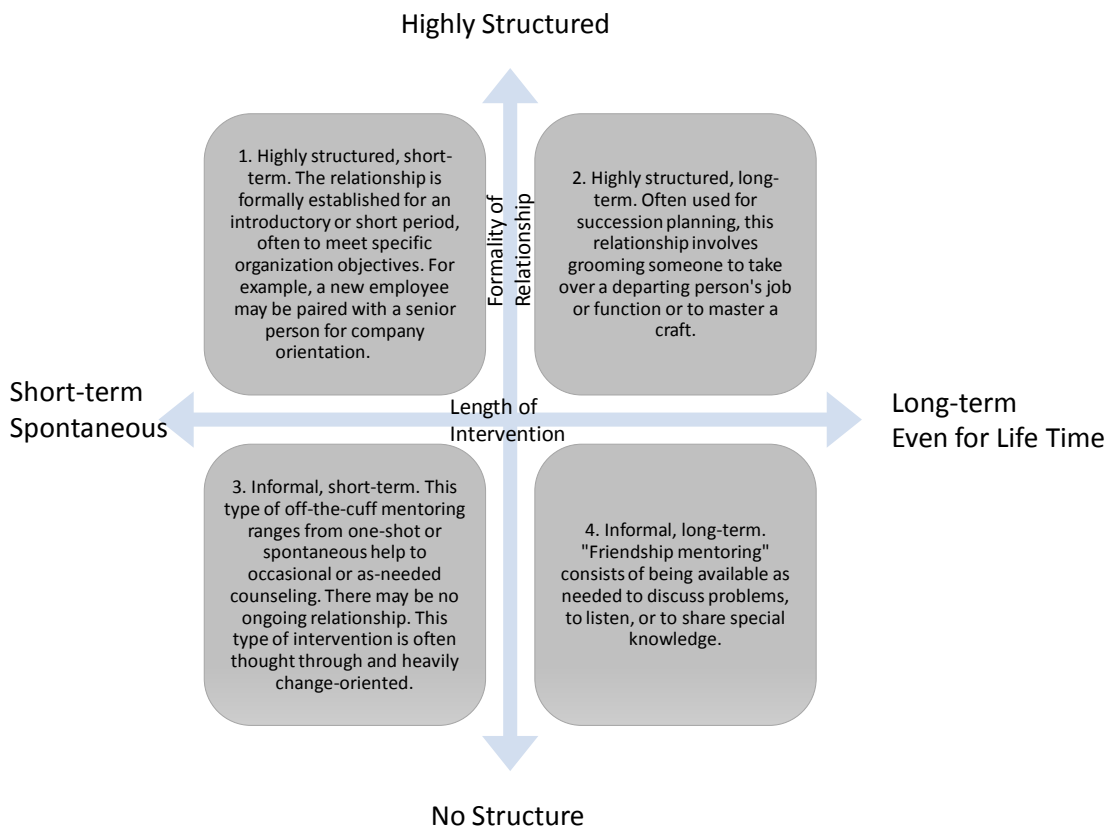 Highly Structured
1. Highly structured, short-
term. The relationship is
formally established for an
introductory or short period,
often to meet specific
organization objectives. For
example, a new employee
may be paired with a senior
person for company
orientation.
Formality of
Relationship
2. Highly structured, long-
term. Often used for
succession planning, this
relationship involves
grooming someone to take
over a departing person's job
or function or to master a
craft.
Short-term
Spontaneous
Length of
Intervention
Long-term
Even for Life Time
3. Informal, short-term. This
type of off-the-cuff mentoring
ranges from one-shot or
spontaneous help to
occasional or as-needed
counseling. There may be no
ongoing relationship. This
type of intervention is often
thought through and heavily
change-oriented.
4. Informal, long-term.
"Friendship mentoring"
consists of being available as
needed to discuss problems,
to listen, or to share special
knowledge.
No Structure